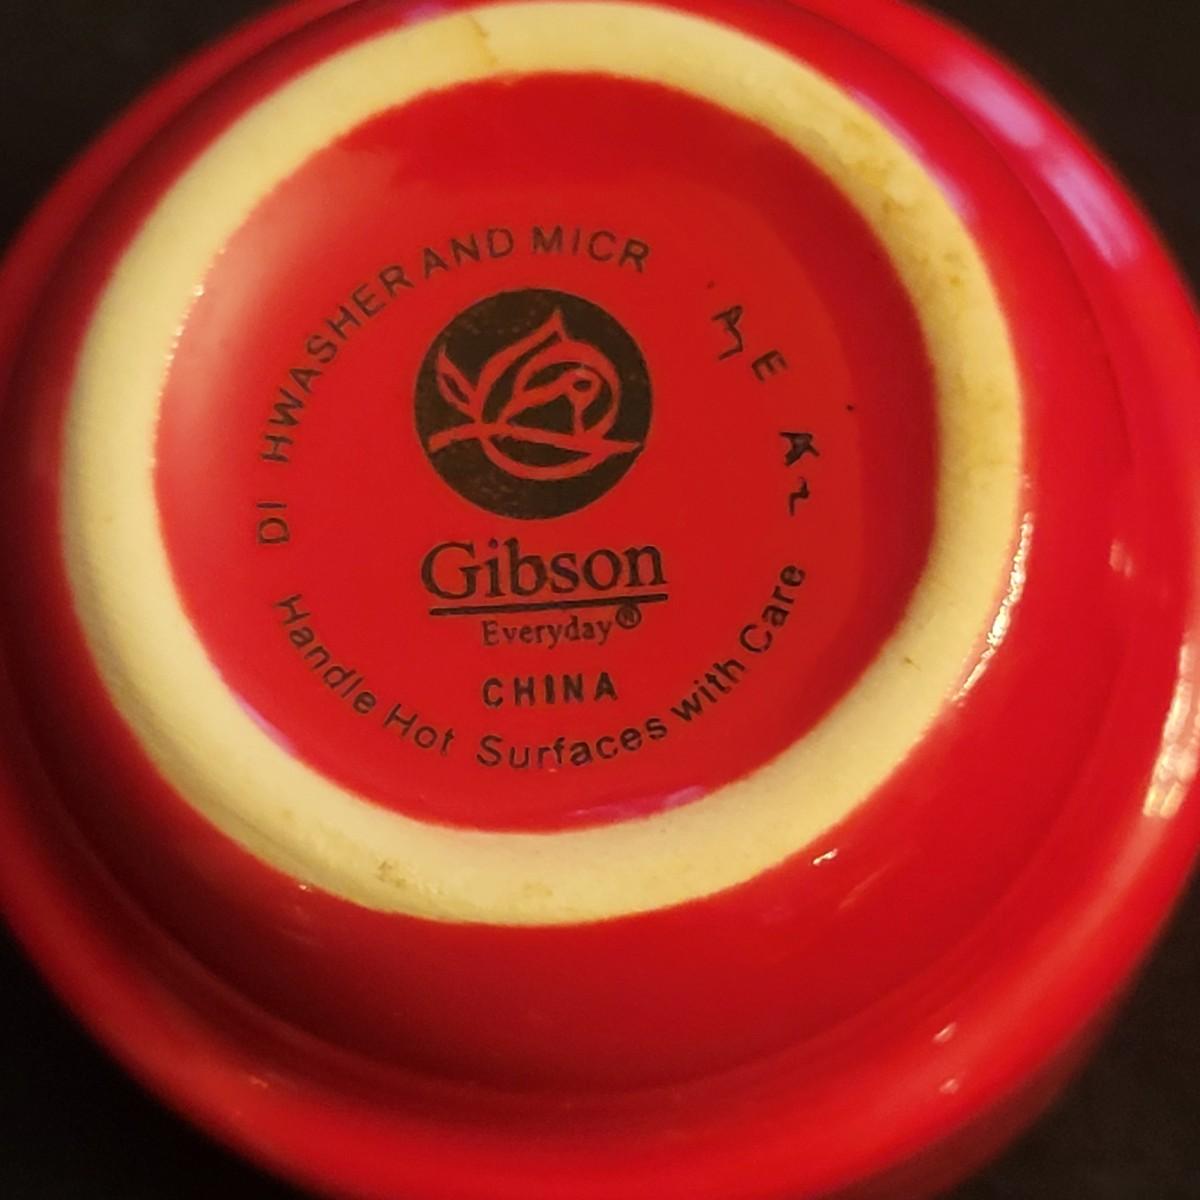 DI HWASHER AND MICR
Gibson
Everyday®
CHINA
Handle Hot Surfaces with Care